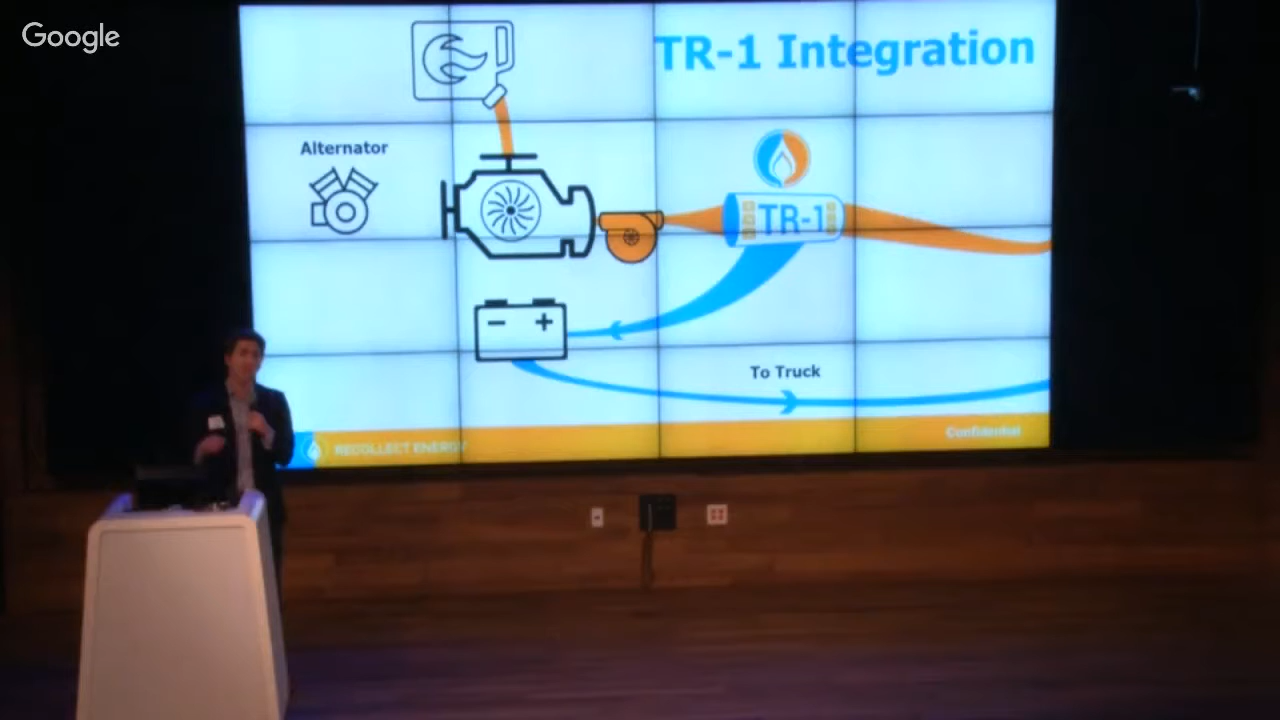 Google
TR-1 Integration
Alternator
TR-1
To Truck
RECOLLECT ENERGY
Confidential